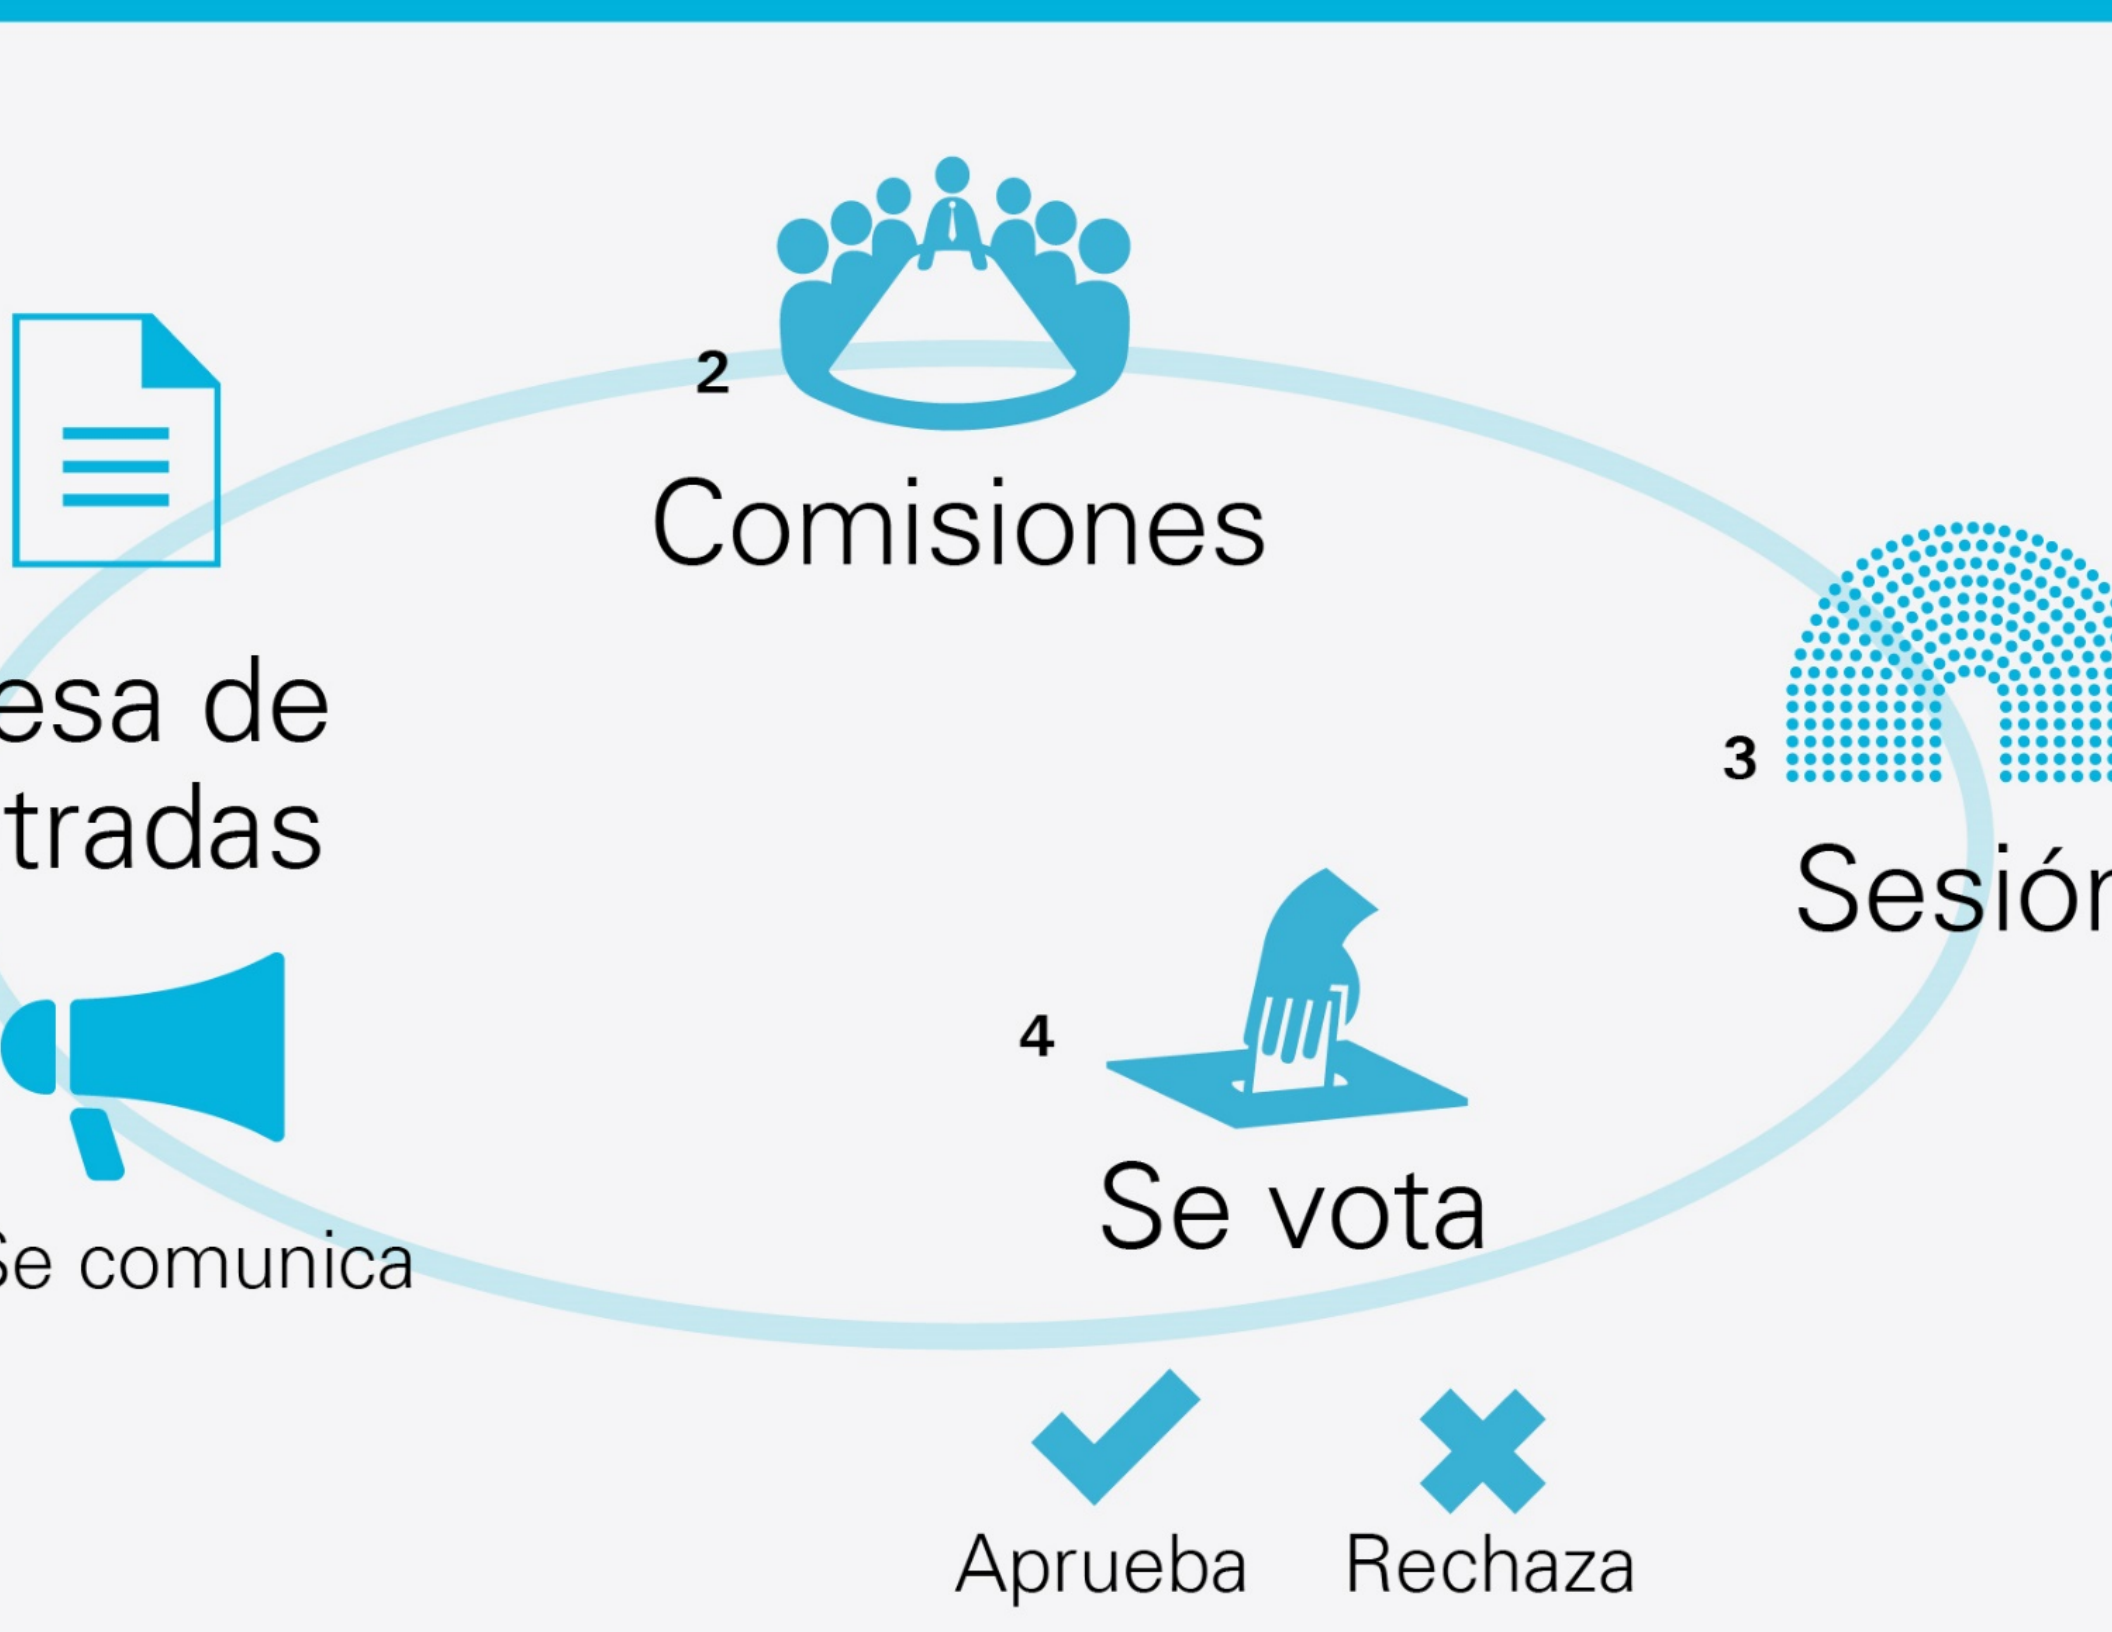 2
Comisiones
esa de
tradas
3
Sesión
4
Se vota
Se comunica
Aprueba
Rechaza